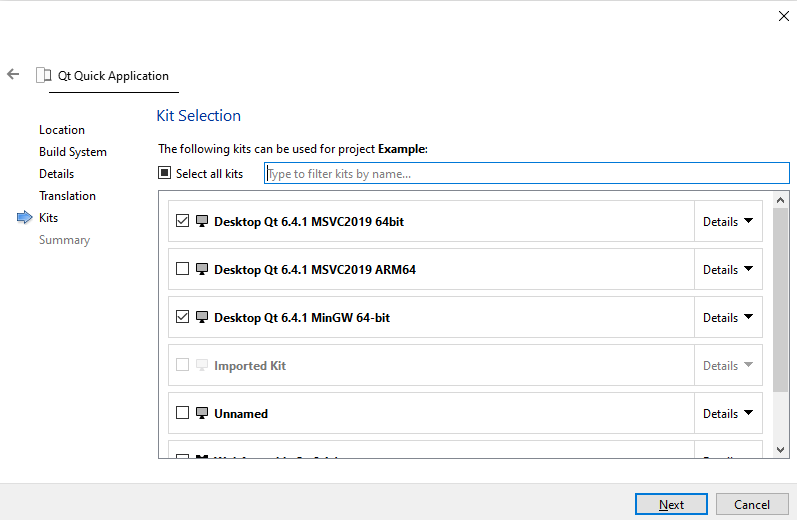 Qt Quick Application
Location
Build System
Details
Translation
Kits
Summary
Kit Selection
The following kits can be used for project Example:
Select all kits
Type to filter kits by name...
Desktop Qt 6.4.1 MSVC2019 64bit Details
Desktop Qt 6.4.1 MSVC2019 ARM64 Details
Desktop Qt 6.4.1 MinGW 64-bit Details
Imported Kit Details
Unnamed Details
Next Cancel